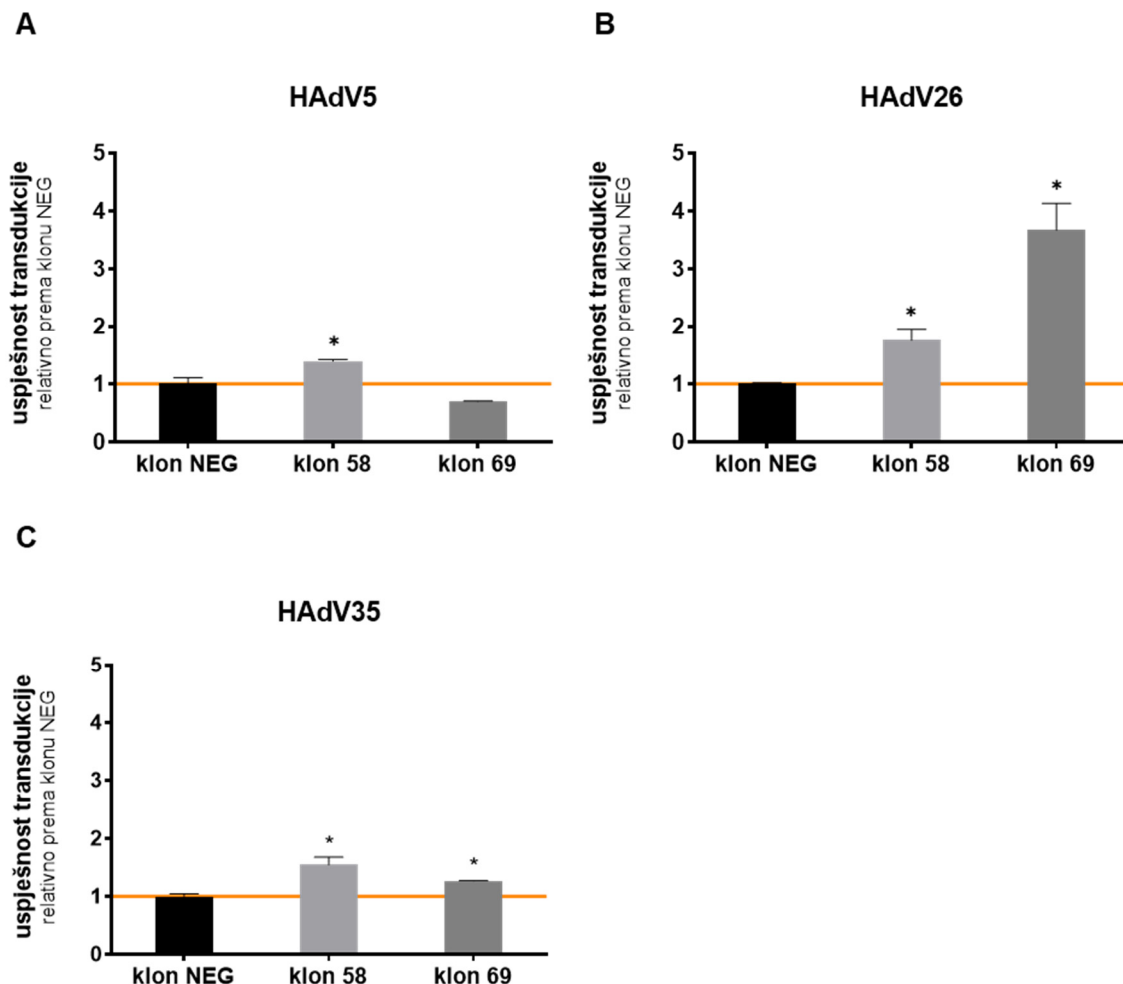 A
HAdV5
uspješnost transdukcije
relativno prema klonu NEG
5
4
3
2
1
0
*
klon NEG klon 58 klon 69
B
HAdV26
uspješnost transdukcije
relativno prema klonu NEG
5
4
3
2
1
0
*
*
klon NEG klon 58 klon 69
C
HAdV35
uspješnost transdukcije
relativno prema klonu NEG
5
4
3
2
1
0
* *
klon NEG klon 58 klon 69